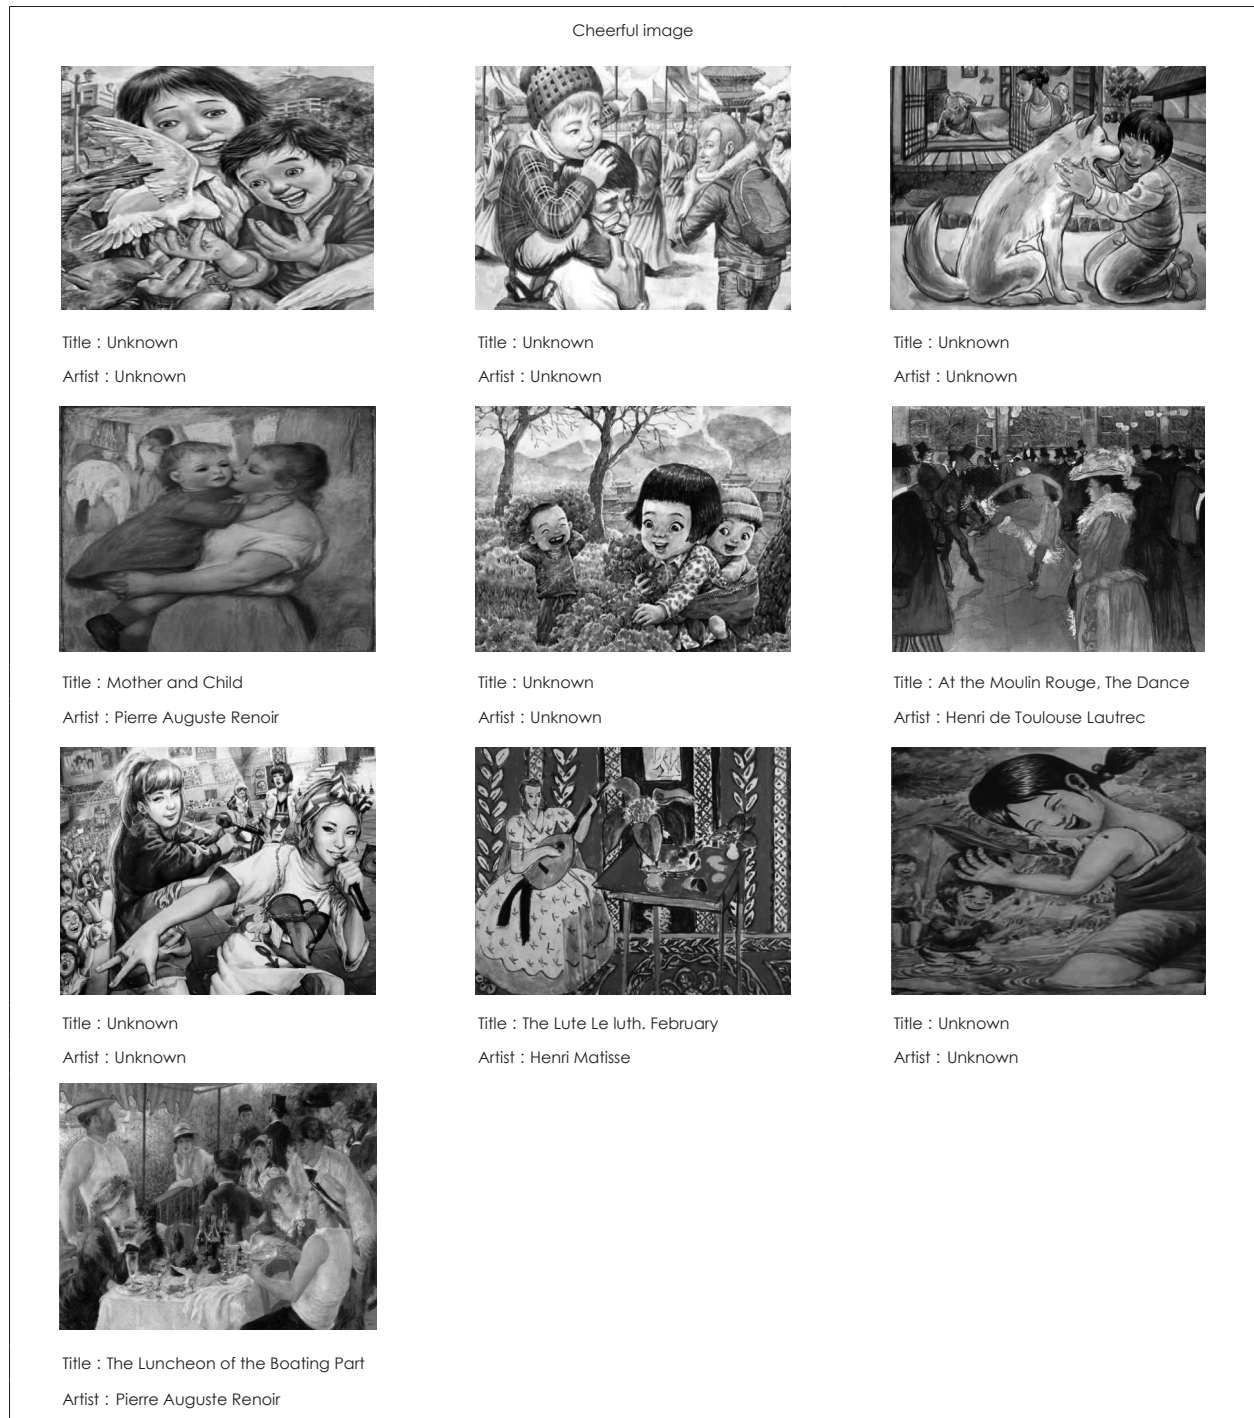 Cheerful image
Title : Unknown
Artist : Unknown
Title : Unknown
Artist : Unknown
Title : Unknown
Artist : Unknown
Title : Mother and Child
Artist : Pierre Auguste Renoir
Title : Unknown
Artist : Unknown
Title : At the Moulin Rouge, The Dance
Artist : Henri de Toulouse Lautrec
Title : Unknown
Artist : Unknown
Title : The Lute Le luth. February
Artist : Henri Matisse
Title : Unknown
Artist : Unknown
Title : The Luncheon of the Boating Part
Artist : Pierre Auguste Renoir